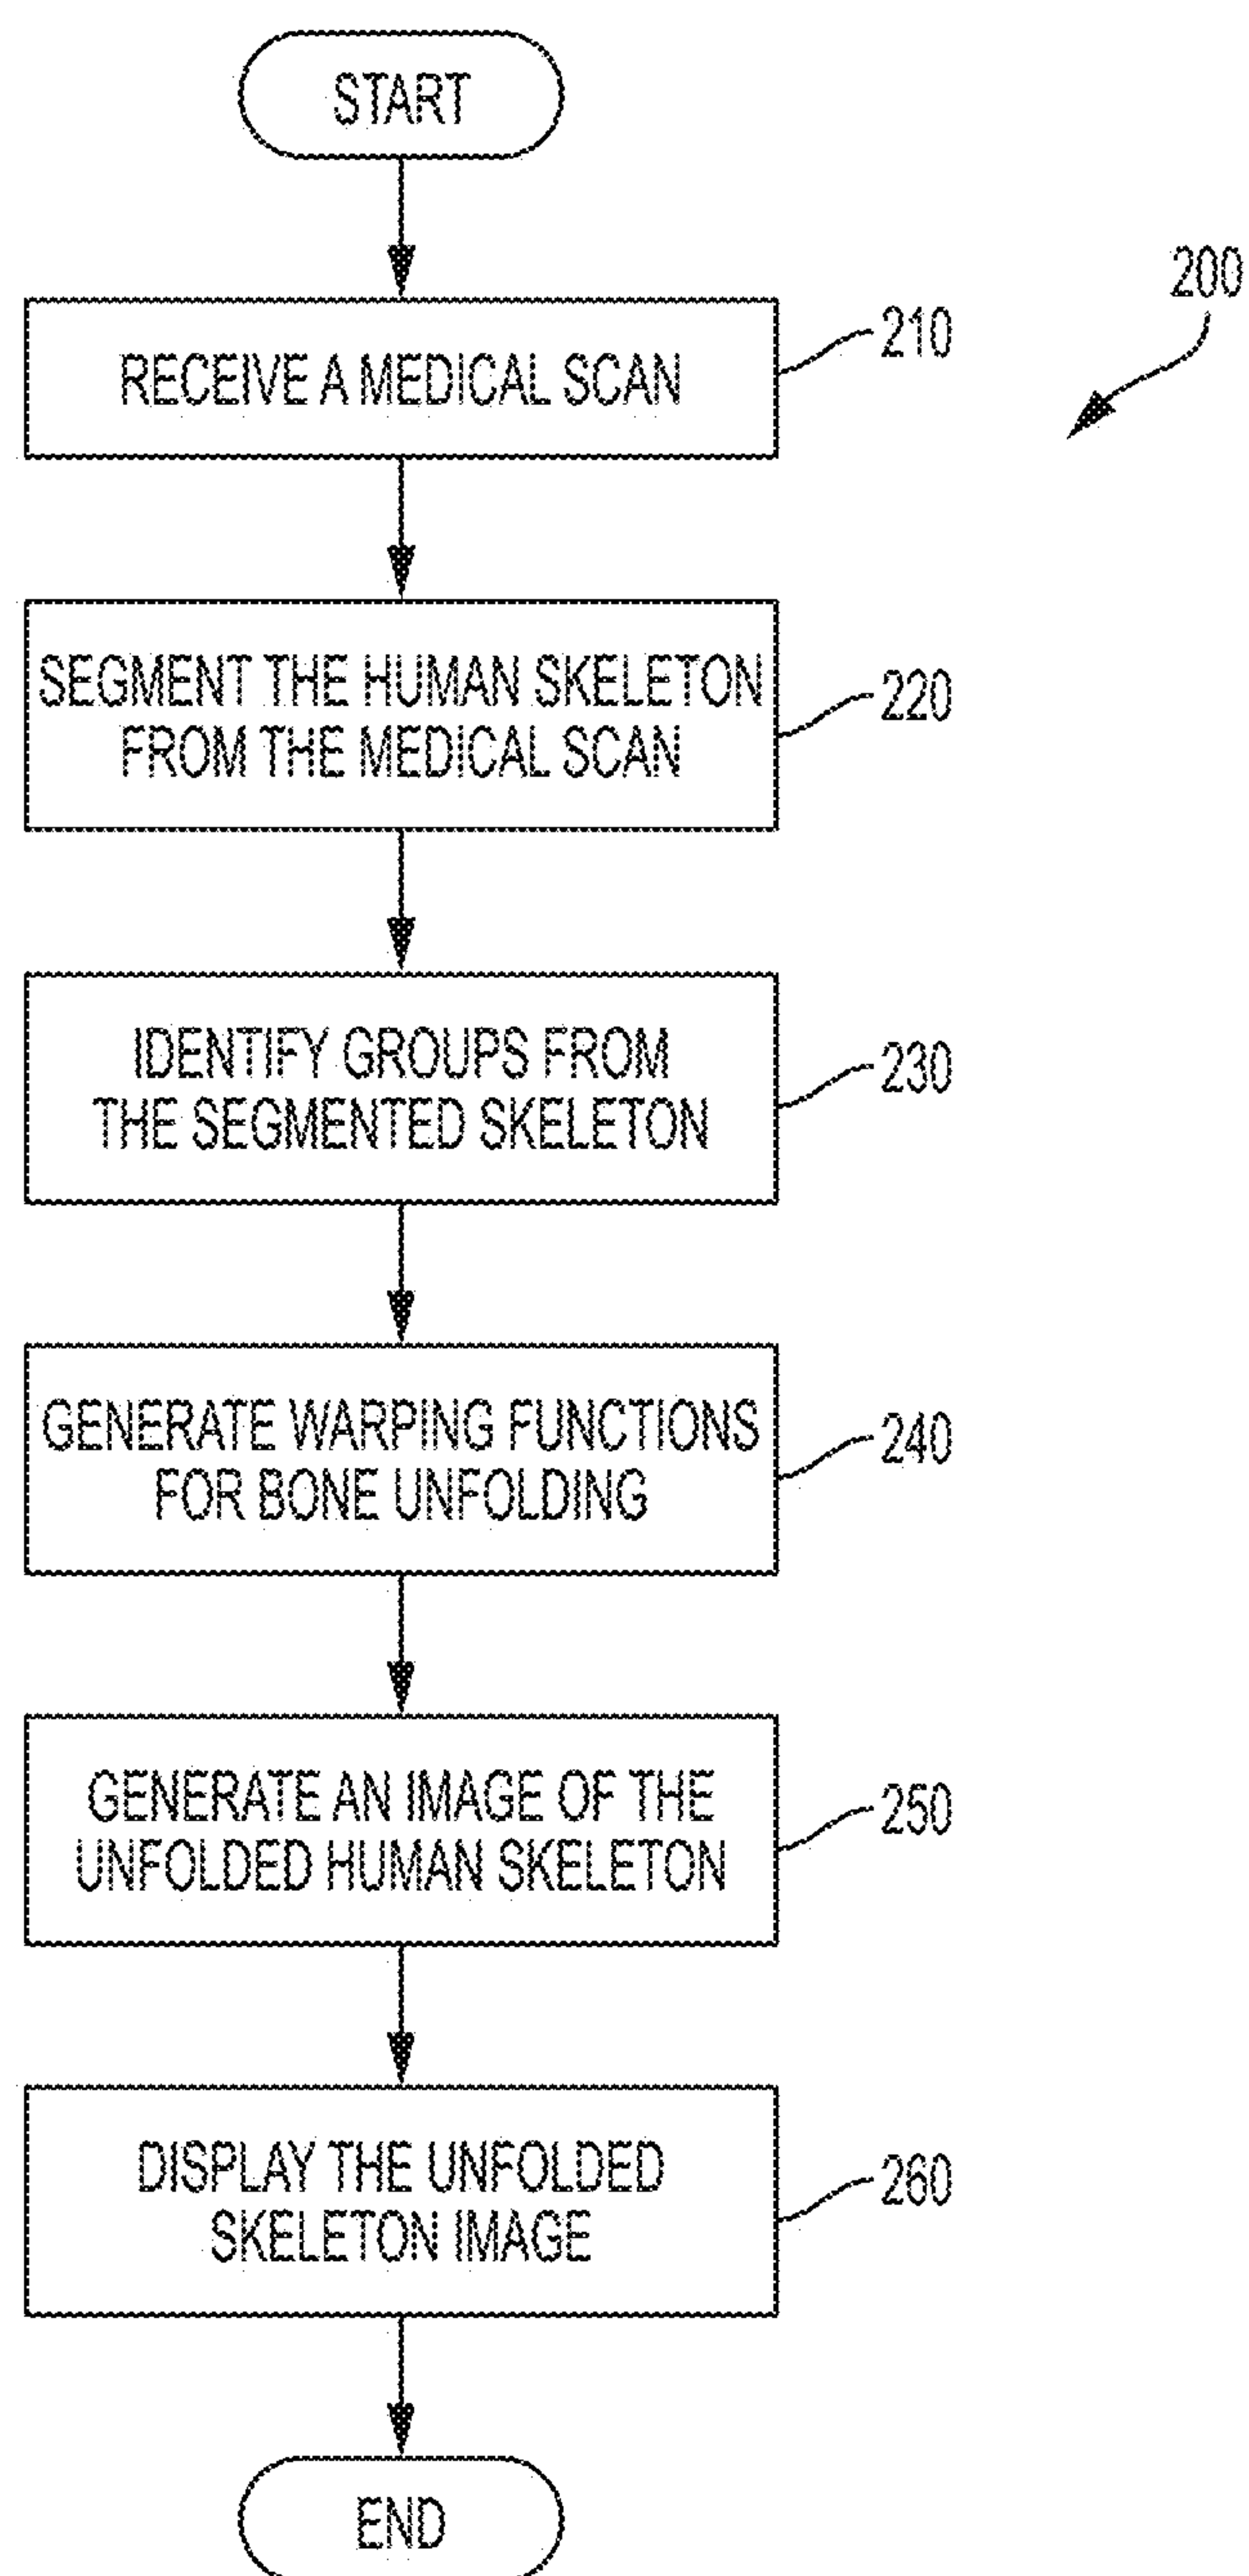 START
200
RECEIVE A MEDICAL SCAN
210
SEGMENT THE HUMAN SKELETON
FROM THE MEDICAL SCAN
220
IDENTIFY GROUPS FROM
THE SEGMENTED SKELETON
230
GENERATE WARPING FUNCTIONS
FOR BONE UNFOLDING
240
GENERATE AN IMAGE OF THE
UNFOLDED HUMAN SKELETON
250
DISPLAY THE UNFOLDED
SKELETON IMAGE
260
END